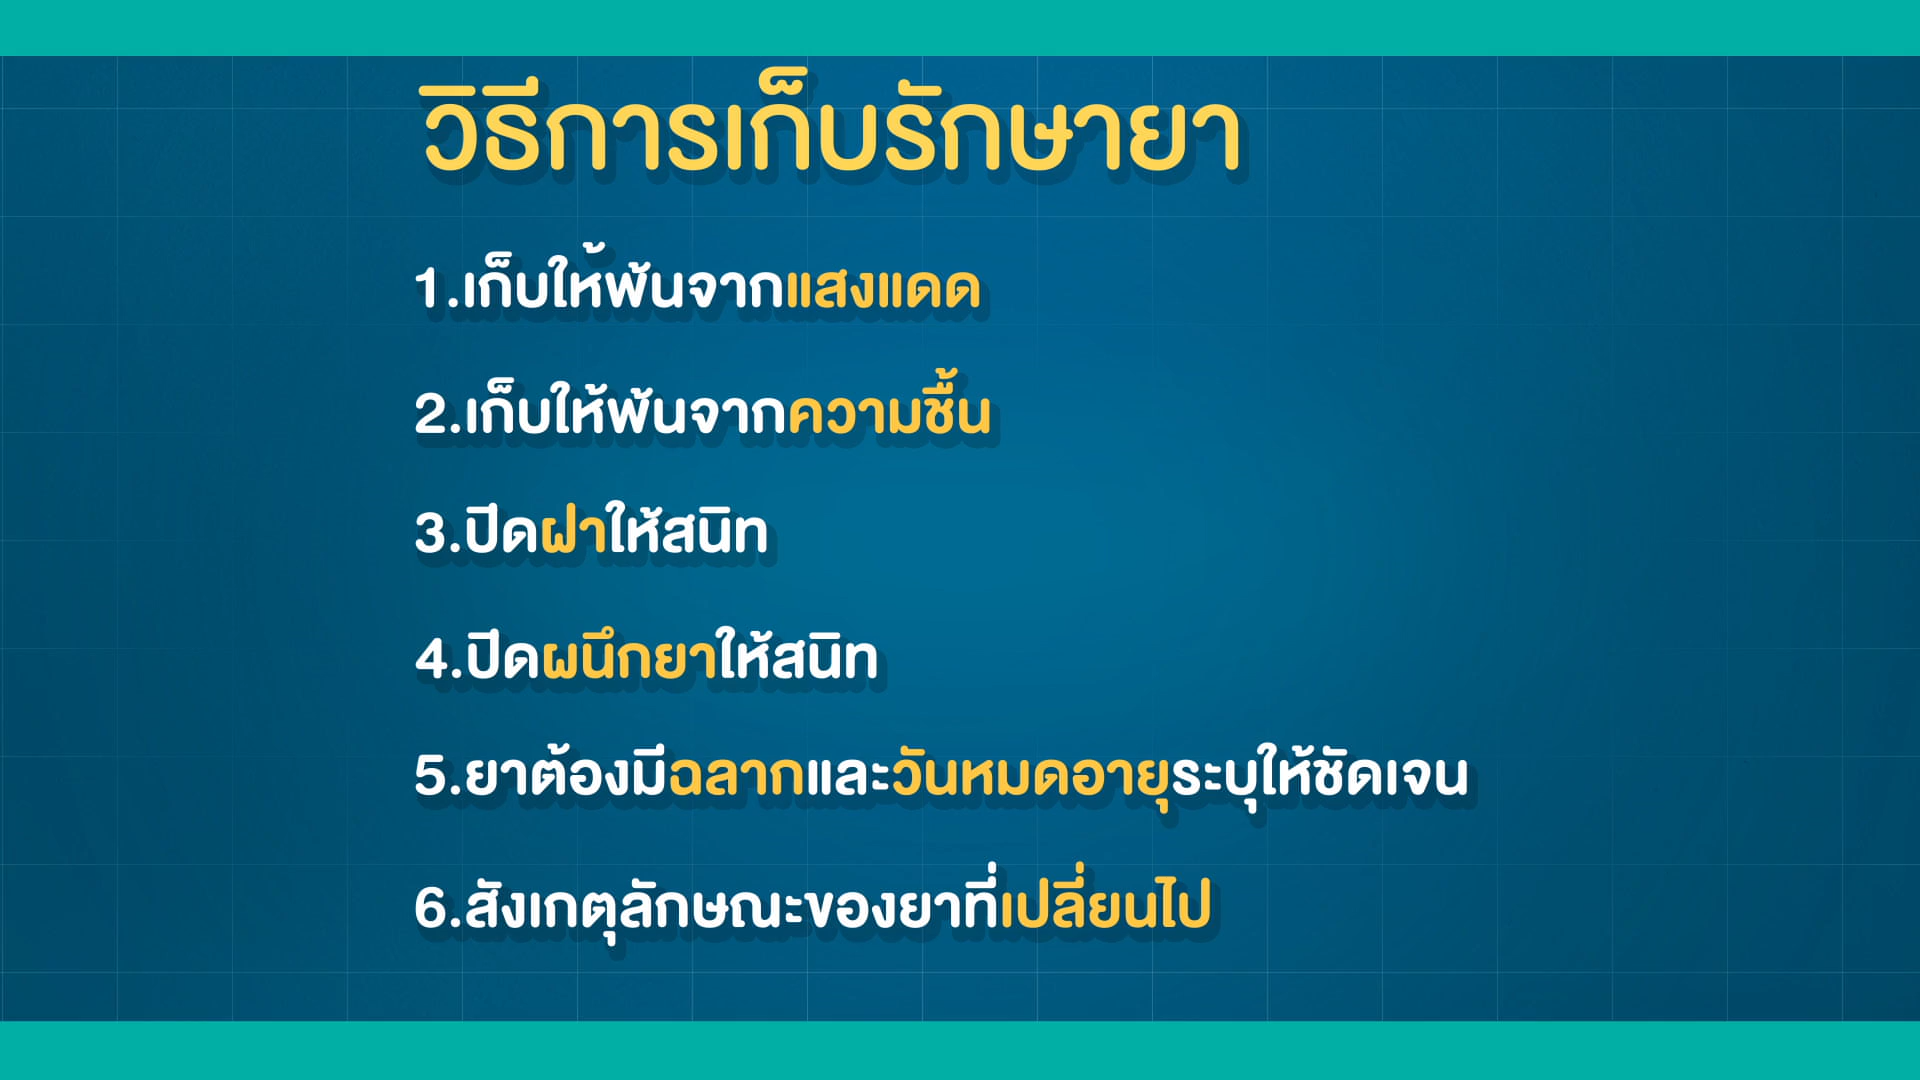 วิธีการเก็บรักษายา
1.เก็บให้พ้นจากแสงแดด
2.เก็บให้พ้นจากความชื้น
3.ปิดฝาให้สนิท
4.ปิดผนึกยาให้สนิท
5.ยาต้องมีฉลากและวันหมดอายุระบุให้ชัดเจน
6.สังเกตุลักษณะของยาที่เปลี่ยนไป